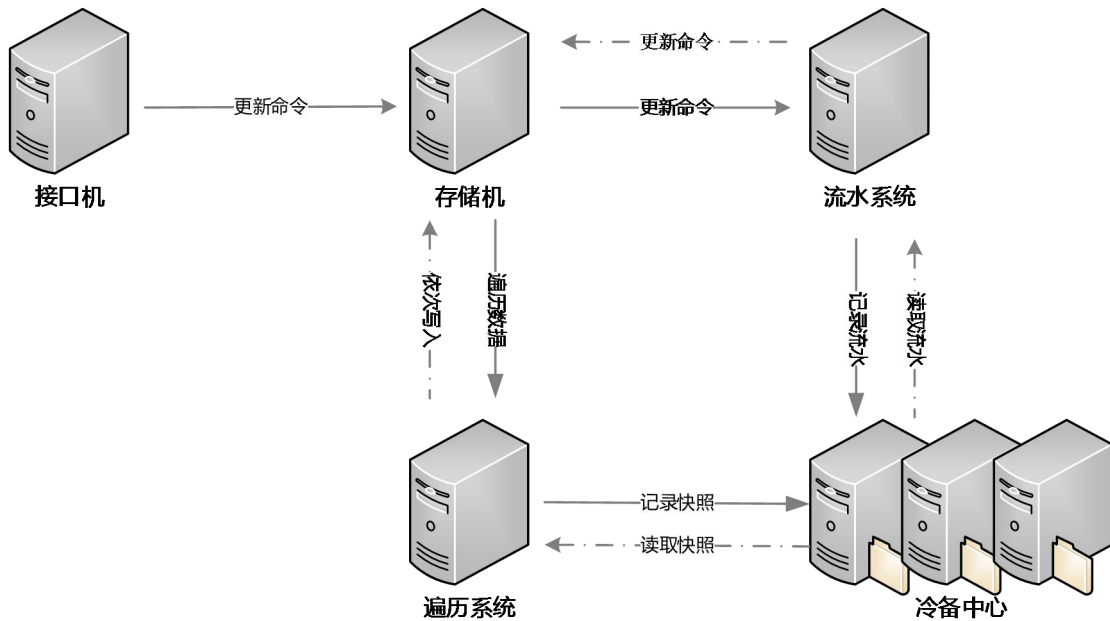 更新命令
更新命令
更新命令
接口机
存储机
流水系统
依次写入
遍历数据
记录流水
读取流水
记录快照
读取快照
遍历系统
冷备中心